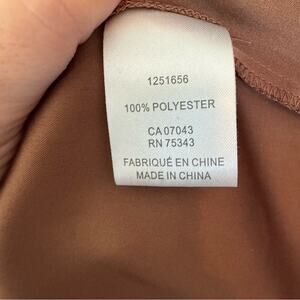 1251656
100% POLYESTER
CA 07043
RN 75343
FABRIQUÉ EN CHINE
MADE IN CHINA